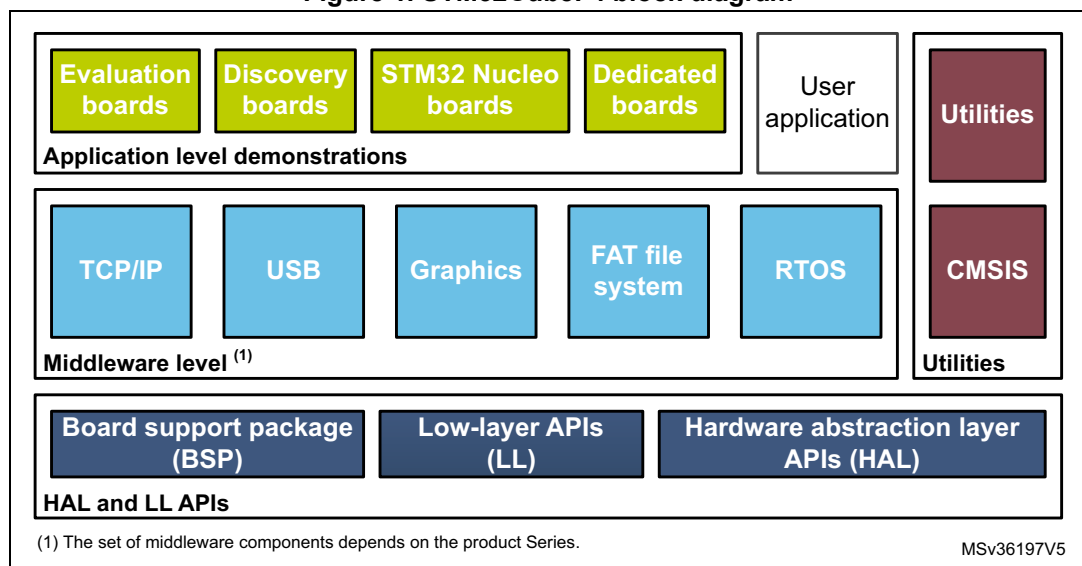 Evaluation
boards
Discovery
boards
STM32 Nucleo
boards
Dedicated
boards
Application level demonstrations
User
application
Utilities
TCP/IP
USB
Graphics
FAT file
system
RTOS
Middleware level (1)
CMSIS
Utilities
Board support package
(BSP)
Low-layer APIs
(LL)
Hardware abstraction layer
APIs (HAL)
HAL and LL APIs
(1) The set of middleware components depends on the product Series.
MSv36197V5